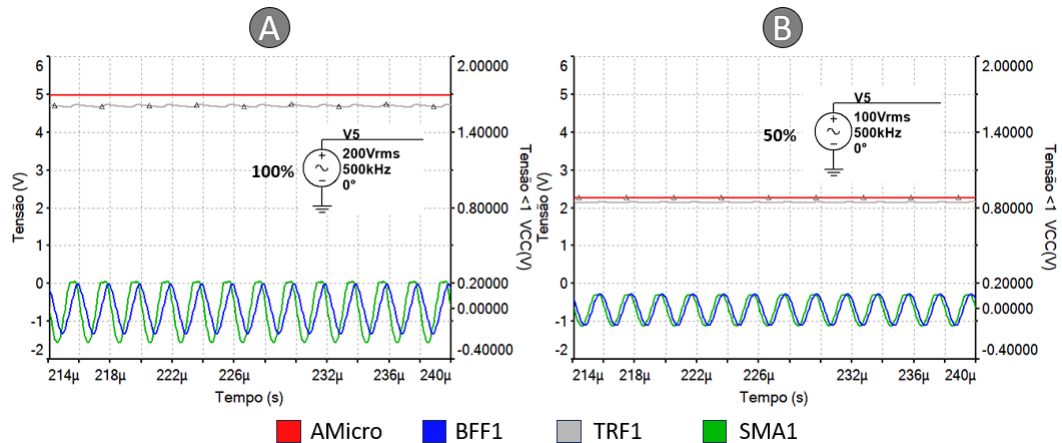 A
B
6
5
4
3
2
1
0
-1
-2
Tensão (V)
V5
200Vrms
500kHz
0°
100%
2.00000
1.40000
0.80000
0.20000
0.00000
-0.40000
Tensão <1 VCC(V)
214µ
218µ
222µ
226µ
232µ
236µ
240µ
Tempo (s)
6
5
4
3
2
1
0
-1
-2
Tensão (V)
V5
100Vrms
500kHz
0°
50%
2.00000
1.40000
0.80000
0.20000
0.00000
-0.40000
Tensão <1 VCC(V)
214µ
218µ
222µ
226µ
232µ
236µ
240µ
Tempo (s)
AMicro
BFF1
TRF1
SMA1